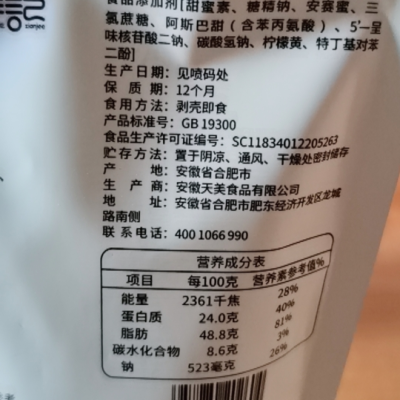 食品添加剂[甜蜜素、糖精钠、安赛蜜、三
氯蔗糖、阿斯巴甜(含苯丙氨酸)、5'一呈
味核苷酸二钠、碳酸氢钠、柠檬黄、特丁基对苯
二酚]
生产日期:见喷码处
保质期:12个月
食用方法:剥壳即食
产品标准号:GB 19300
食品生产许可证编号:SC11834012205263
贮存方法:置于阴凉、通风、干燥处密封储存
产地:安徽省合肥市
生产商:安徽天美食品有限公司
地址:安徽省合肥市肥东经济开发区龙城
路南侧
联系电话:400 1066 990
营养成分表
项目 每100克 营养素参考值%
能量 2361千焦 28%
蛋白质 24.0克 40%
脂肪 48.8克 81%
碳水化合物 8.6克 3%
钠 523毫克 26%